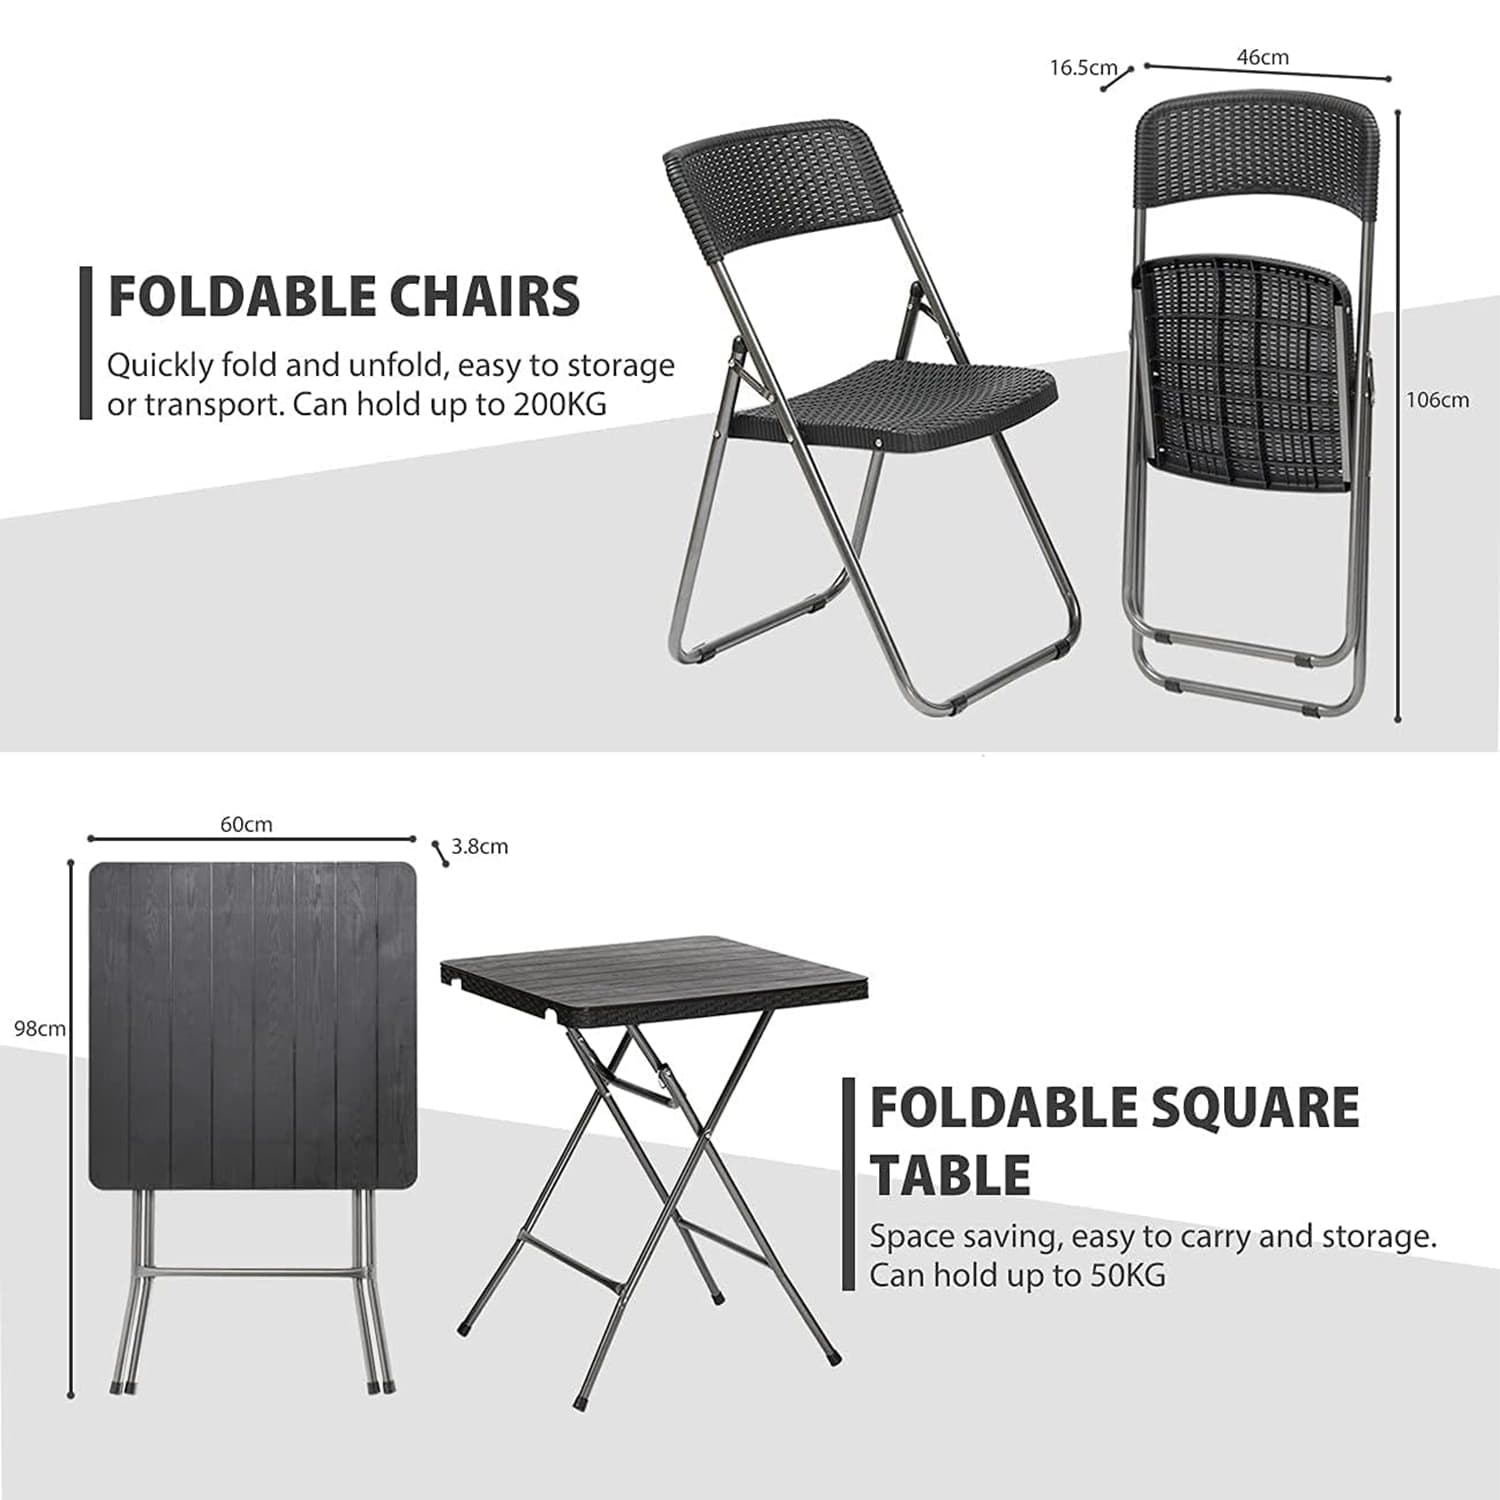 16.5cm
46cm
FOLDABLE CHAIRS
Quickly fold and unfold, easy to storage
or transport. Can hold up to 200KG
106cm
60cm
3.8cm
98cm
FOLDABLE SQUARE
TABLE
Space saving, easy to carry and storage.
Can hold up to 50KG